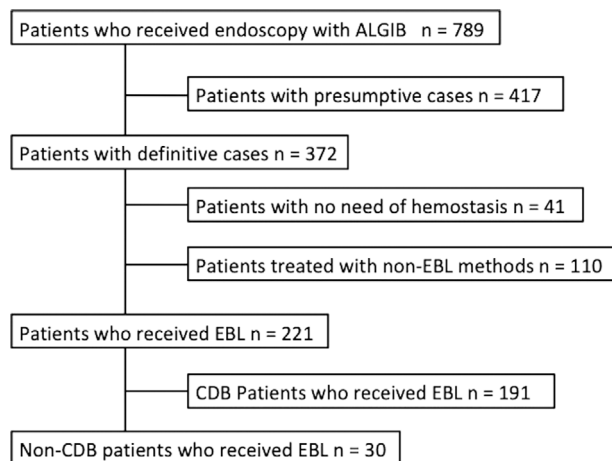 Patients who received endoscopy with ALGIB n = 789
Patients with presumptive cases n = 417
Patients with definitive cases n = 372
Patients with no need of hemostasis n = 41
Patients treated with non-EBL methods n = 110
Patients who received EBL n = 221
CDB Patients who received EBL n = 191
Non-CDB patients who received EBL n = 30